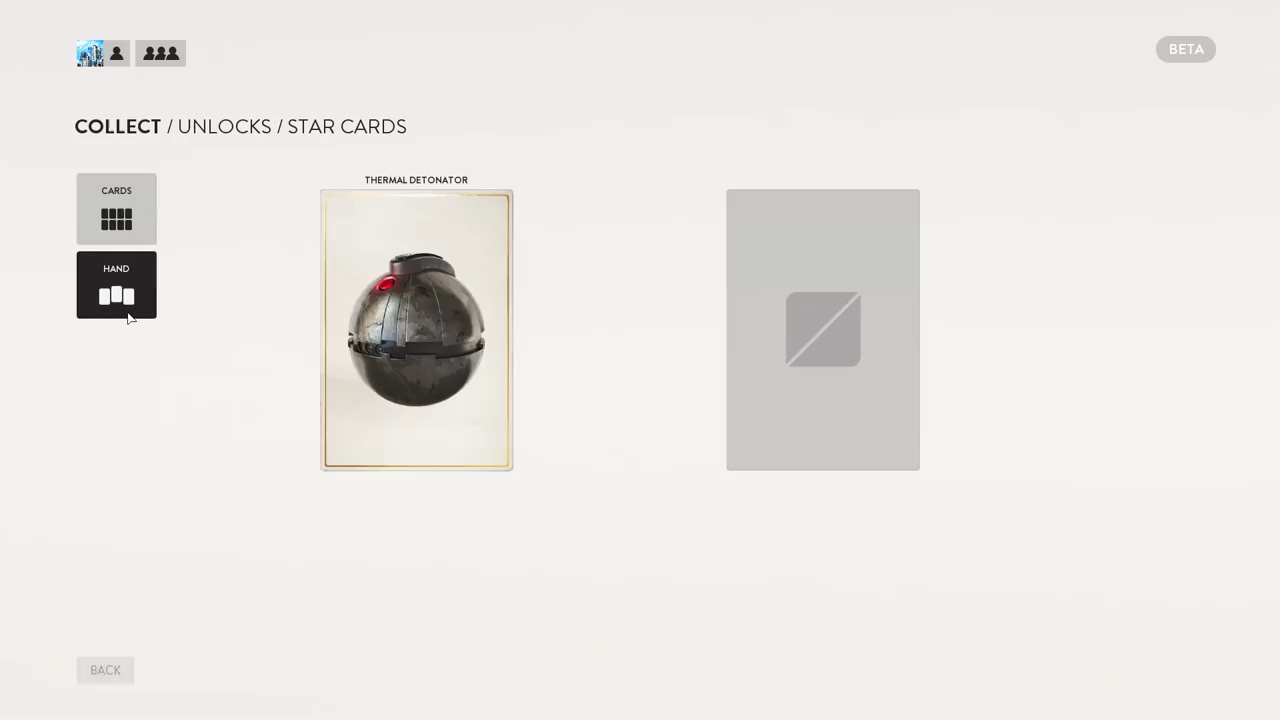 BETA
COLLECT / UNLOCKS / STAR CARDS
CARDS
THERMAL DETONATOR
HAND
BACK